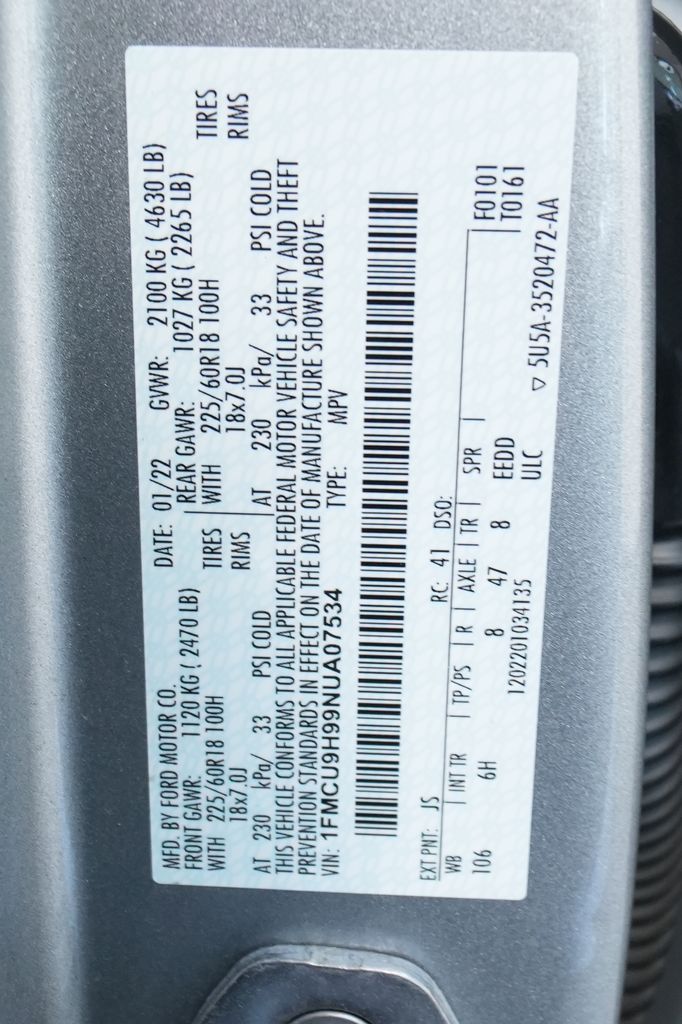 MFD. BY FORD MOTOR CO. DATE: 01/22 GVWR: 2100 KG ( 4630 LB)
FRONT GAWR: 1120 KG ( 2470 LB) REAR GAWR: 1027 KG ( 2265 LB)
WITH 225/60R18 100H TIRES WITH 225/60R18 100H TIRES
18x7.0J RIMS 18x7.0J RIMS
AT 230 kPa/ 33 PSI COLD AT 230 kPa/ 33 PSI COLD
THIS VEHICLE CONFORMS TO ALL APPLICABLE FEDERAL MOTOR VEHICLE SAFETY AND THEFT
PREVENTION STANDARDS IN EFFECT ON THE DATE OF MANUFACTURE SHOWN ABOVE.
VIN: 1FMCU9H99NUA07534 TYPE: MPV
EXT PNT: JS RC: 41 DSO: F0101
WB INT TR TP/PS R AXLE TR SPR T0161
106 6H 8 47 8 EEDD
1202201034135 ULC ▽ 5U5A-3520472-AA